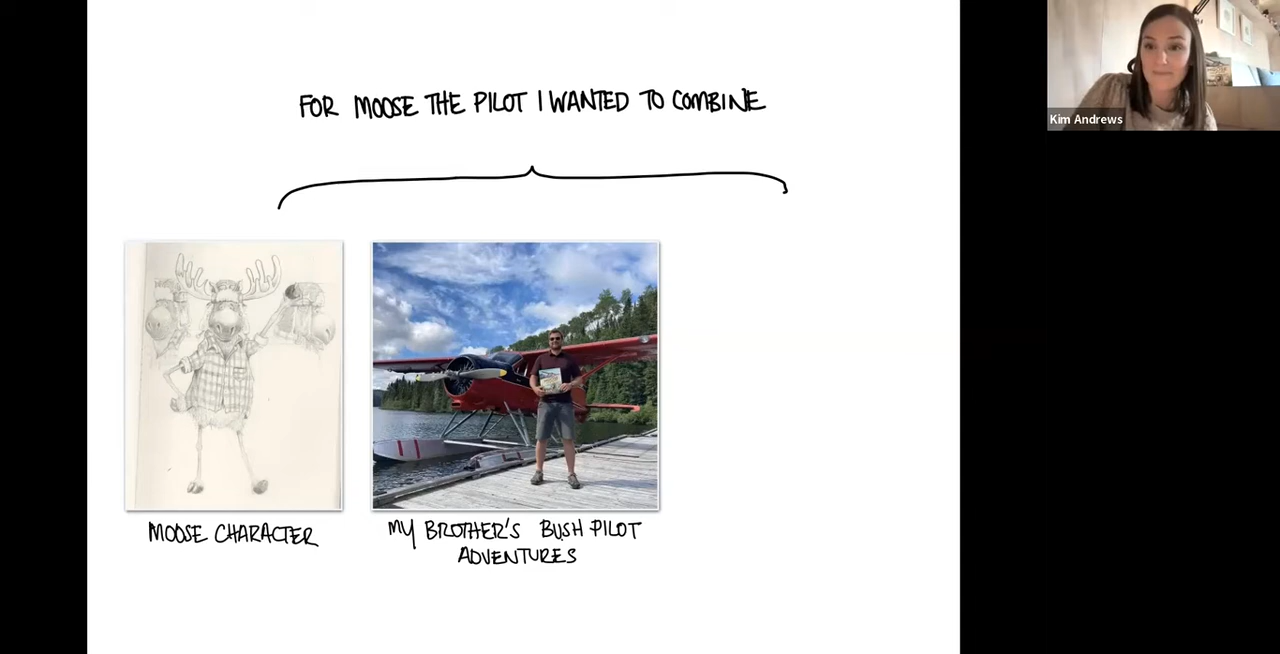 FOR MOOSE THE PILOT I WANTED TO COMBINE
Kim Andrews
MOOSE CHARACTER
MY BROTHER'S BUSH PILOT
ADVENTURES